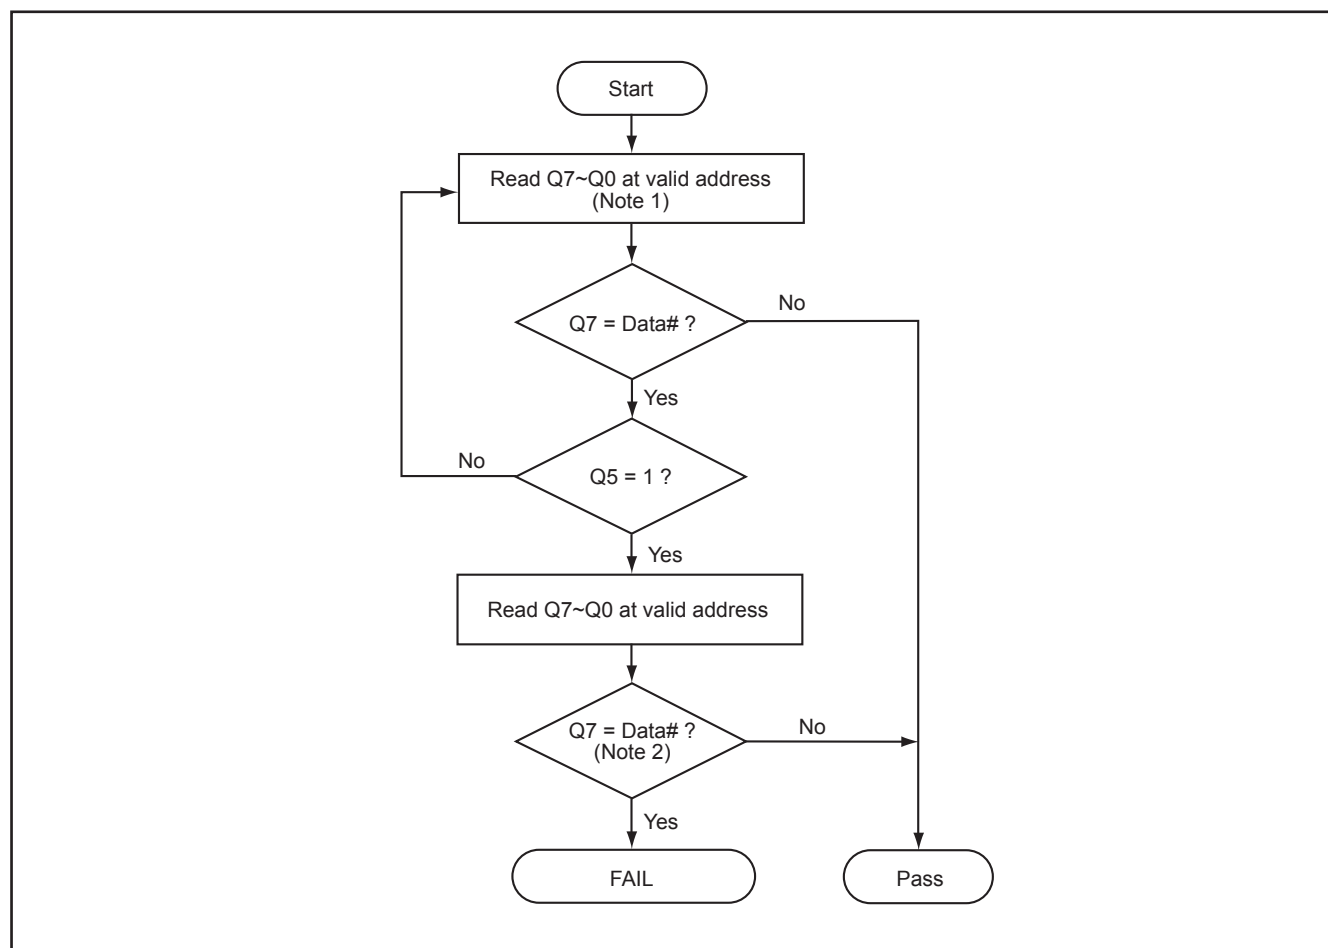 Start
Read Q7~Q0 at valid address
(Note 1)
No
Q7 = Data# ?
Yes
No
Q5 = 1 ?
Yes
Read Q7~Q0 at valid address
Q7 = Data# ?
(Note 2)
No
Yes
FAIL
Pass